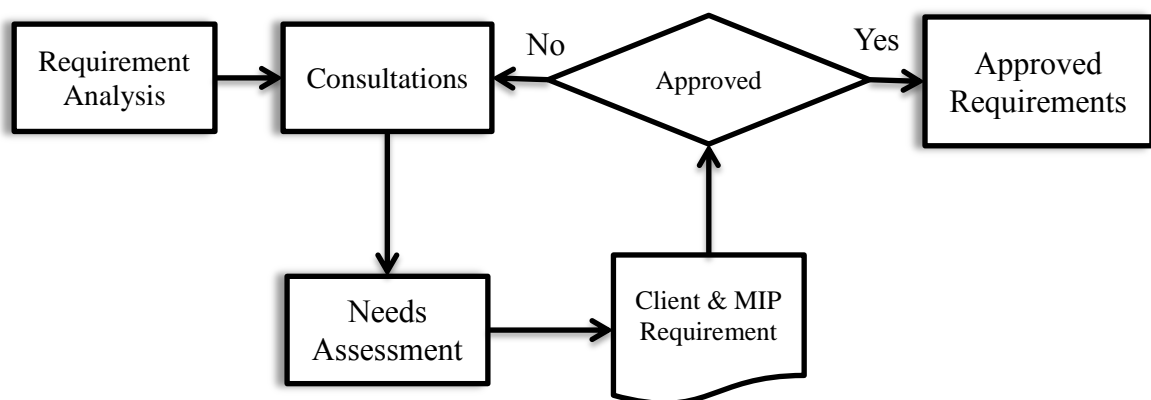 Requirement
Analysis
Consultations
No
Approved
Yes
Approved
Requirements
Needs
Assessment
Client & MIP
Requirement